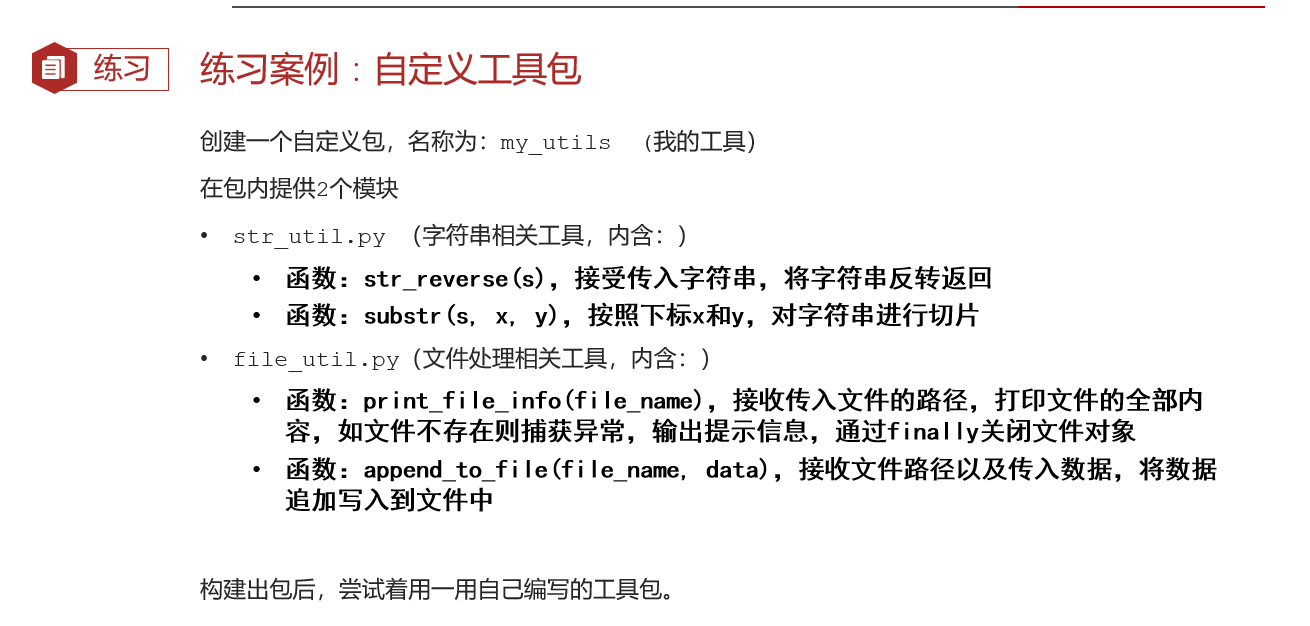 练习
练习案例：自定义工具包
创建一个自定义包，名称为：my_utils （我的工具）
在包内提供2个模块
• str_util.py （字符串相关工具，内含：）
• 函数：str_reverse(s)，接受传入字符串，将字符串反转返回
• 函数：substr(s, x, y)，按照下标x和y，对字符串进行切片
• file_util.py（文件处理相关工具，内含：）
• 函数：print_file_info(file_name)，接收传入文件的路径，打印文件的全部内
容，如文件不存在则捕获异常，输出提示信息，通过finally关闭文件对象
• 函数：append_to_file(file_name, data)，接收文件路径以及传入数据，将数据
追加写入到文件中
构建出包后，尝试着用一用自己编写的工具包。